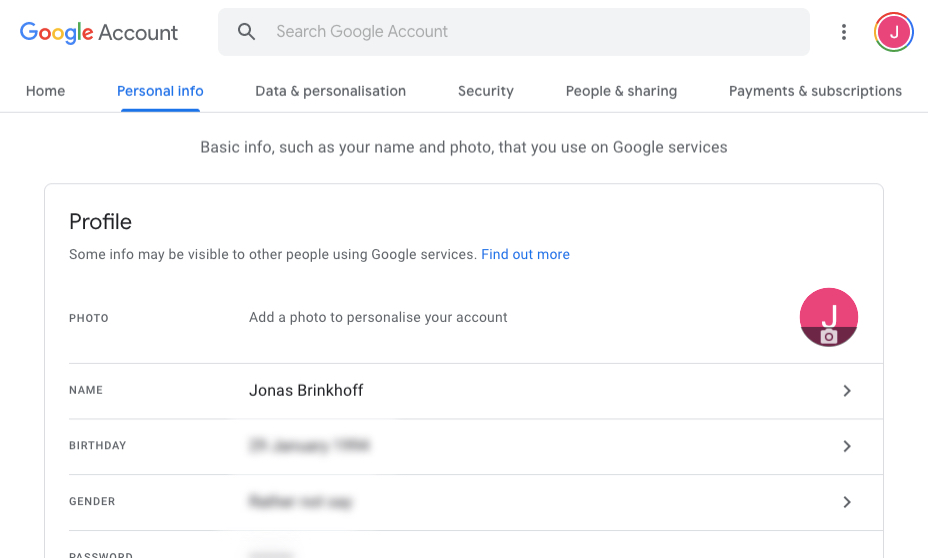 Google Account
Search Google Account
J
Home Personal info Data & personalisation Security People & sharing Payments & subscriptions
Basic info, such as your name and photo, that you use on Google services
Profile
Some info may be visible to other people using Google services. Find out more
PHOTO Add a photo to personalise your account J
NAME Jonas Brinkhoff
BIRTHDAY
GENDER
PASSWORD